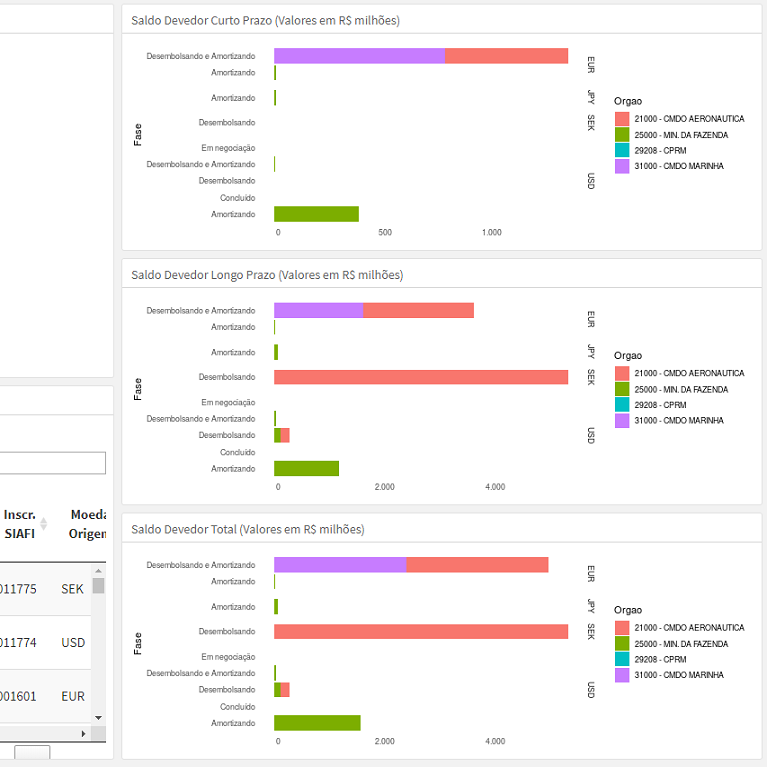 Saldo Devedor Curto Prazo (Valores em R$ milhões)
Fase
Desembolsando e Amortizando
Amortizando
EUR
Amortizando
JPY
Desembolsando
SEK
Em negociação
Desembolsando e Amortizando
Desembolsando
Concluído
Amortizando
USD
0 500 1.000
Orgao
21000 - CMDO AERONAUTICA
25000 - MIN. DA FAZENDA
29208 - CPRM
31000 - CMDO MARINHA
Saldo Devedor Longo Prazo (Valores em R$ milhões)
Fase
Desembolsando e Amortizando
Amortizando
EUR
Amortizando
JPY
Desembolsando
SEK
Em negociação
Desembolsando e Amortizando
Desembolsando
Concluído
Amortizando
USD
0 2.000 4.000
Orgao
21000 - CMDO AERONAUTICA
25000 - MIN. DA FAZENDA
29208 - CPRM
31000 - CMDO MARINHA
Inscr. SIAFI
Moeda
Origen
011775 SEK
011774 USD
001601 EUR
Saldo Devedor Total (Valores em R$ milhões)
Fase
Desembolsando e Amortizando
Amortizando
EUR
Amortizando
JPY
Desembolsando
SEK
Em negociação
Desembolsando e Amortizando
Desembolsando
Concluído
Amortizando
USD
0 2.000 4.000
Orgao
21000 - CMDO AERONAUTICA
25000 - MIN. DA FAZENDA
29208 - CPRM
31000 - CMDO MARINHA